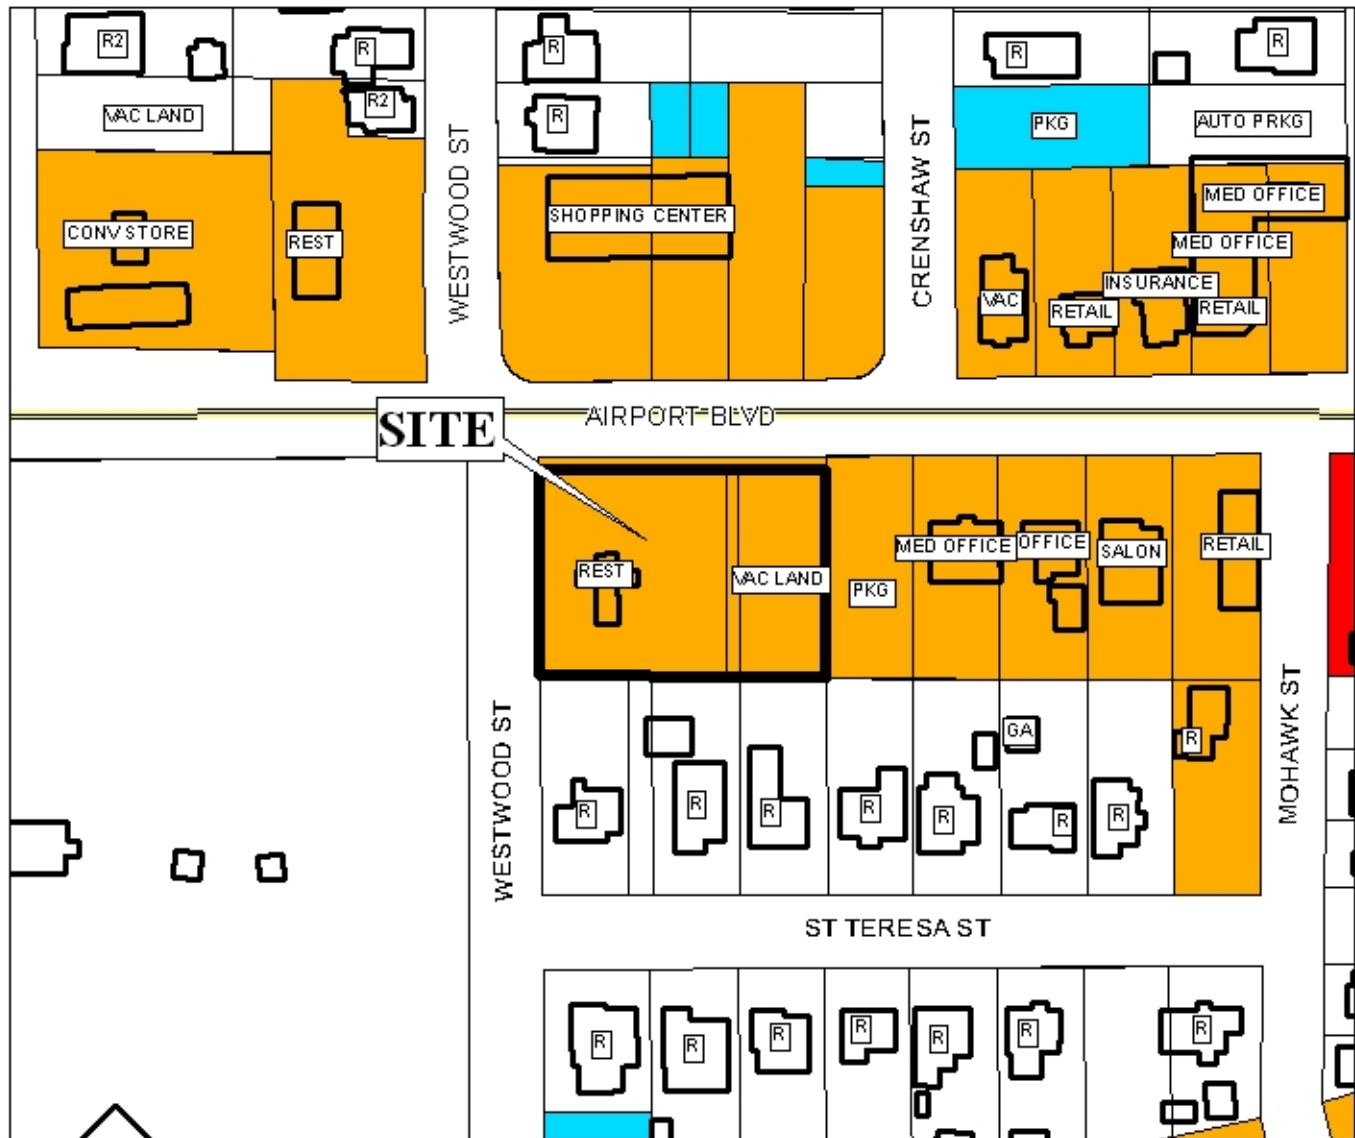 R2
R
R
R
R
R2
VAC LAND
R
PKG
AUTO PRKG
WESTWOOD ST
CRENSHAW ST
MED OFFICE
CONV STORE
REST
SHOPPING CENTER
MED OFFICE
INSURANCE
VAC
RETAIL
RETAIL
AIRPORT BLVD
SITE
REST
VAC LAND
PKG
MED OFFICE
OFFICE
SALON
RETAIL
WESTWOOD ST
MOHAWK ST
GA
R
R
R
R
R
R
R
R
ST TERESA ST
R
R
R
R
R
R
R